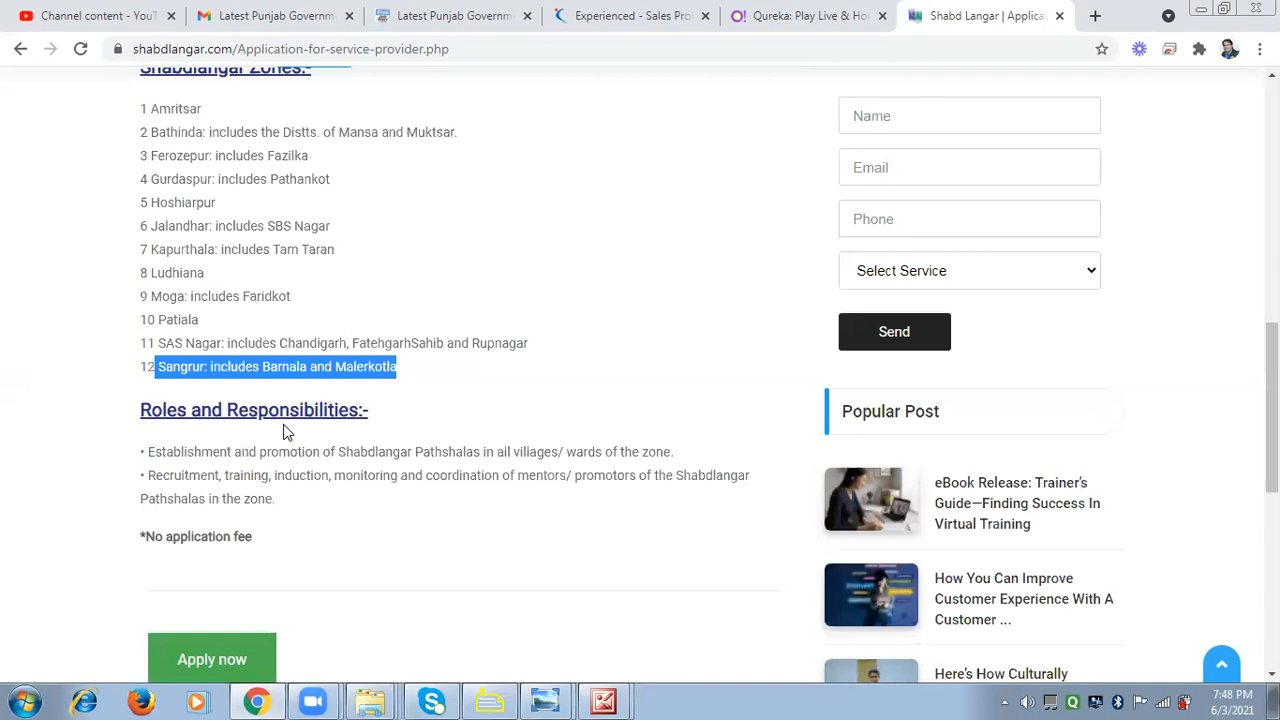 Channel content - YouT
Latest Punjab Governm
Latest Punjab Governm
Experienced - Sales Pro
Qureka: Play Live & Ho
Shabd Langar | Applica
shabdlangar.com/Application-for-service-provider.php
Shabdlangar Zones:-
1 Amritsar
2 Bathinda: includes the Distts. of Mansa and Muktsar.
3 Ferozepur: includes Fazilka
4 Gurdaspur: includes Pathankot
5 Hoshiarpur
6 Jalandhar: includes SBS Nagar
7 Kapurthala: includes Tarn Taran
8 Ludhiana
9 Moga: includes Faridkot
10 Patiala
11 SAS Nagar: includes Chandigarh, FatehgarhSahib and Rupnagar
12 Sangrur: includes Barnala and Malerkotla
Roles and Responsibilities:-
• Establishment and promotion of Shabdlangar Pathshalas in all villages/ wards of the zone.
• Recruitment, training, induction, monitoring and coordination of mentors/ promotors of the Shabdlangar
Pathshalas in the zone.
*No application fee
Apply now
Name
Email
Phone
Select Service
Send
Popular Post
eBook Release: Trainer's
Guide—Finding Success In
Virtual Training
How You Can Improve
Customer Experience With A
Customer ...
Here's How Culturally
7:48 PM
6/3/2021